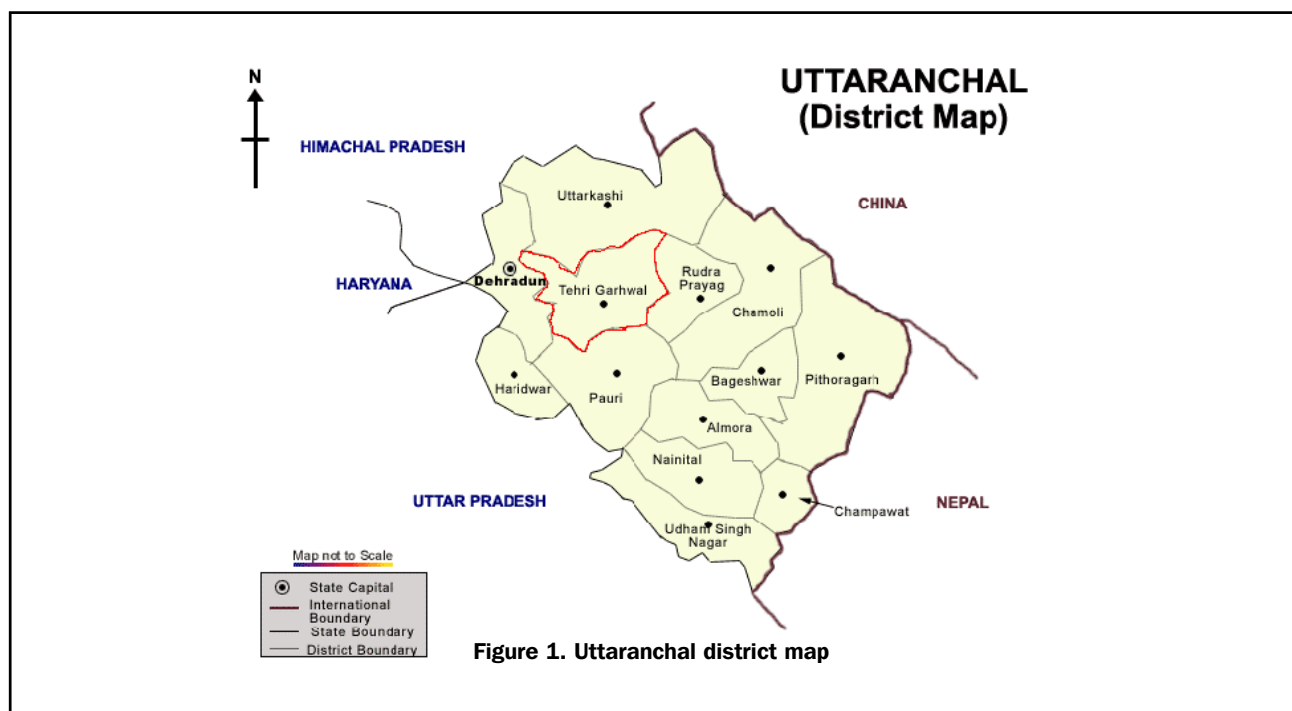 N
UTTARANCHAL
(District Map)
HIMACHAL PRADESH
CHINA
Uttarkashi
HARYANA
Dehradun
Tehri Garhwal
Rudra
Prayag
Chamoli
Haridwar
Pauri
Bageshwar
Pithoragarh
Almora
Nainital
UTTAR PRADESH
NEPAL
Champawat
Udham Singh
Nagar
Map not to Scale
State Capital
International
Boundary
State Boundary
District Boundary
Figure 1. Uttaranchal district map